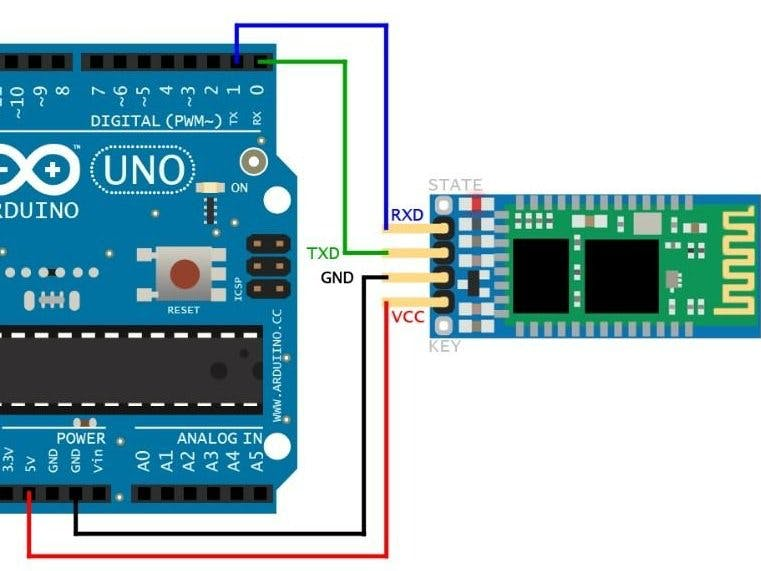 ~10
~9
8
7
~6
~5
4
~3
2
1
0
TX
RX
DIGITAL (PWM~)
UNO
™
RDUINO
ON
RESET
ICSP
WWW.ARDUIINO.CC
POWER
ANALOG IN
3.3V
5V
GND
GND
Vin
A0
A1
A2
A3
A4
A5
STATE
RXD
TXD
GND
VCC
KEY